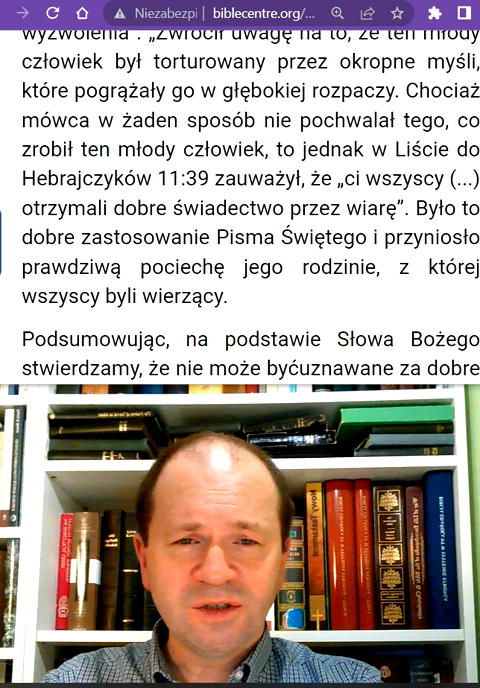 Niezabezpi
biblecentre.org/...
wyzwolenia". „Zwrócił uwagę na to, że ten młody
człowiek był torturowany przez okropne myśli,
które pogrążały go w głębokiej rozpaczy. Chociaż
mówca w żaden sposób nie pochwalał tego, co
zrobił ten młody człowiek, to jednak w Liście do
Hebrajczyków 11:39 zauważył, że „ci wszyscy (...)
otrzymali dobre świadectwo przez wiarę”. Było to
dobre zastosowanie Pisma Świętego i przyniosło
prawdziwą pociechę jego rodzinie, z której
wszyscy byli wierzący.
Podsumowując, na podstawie Słowa Bożego
stwierdzamy, że nie może byćuznawane za dobre